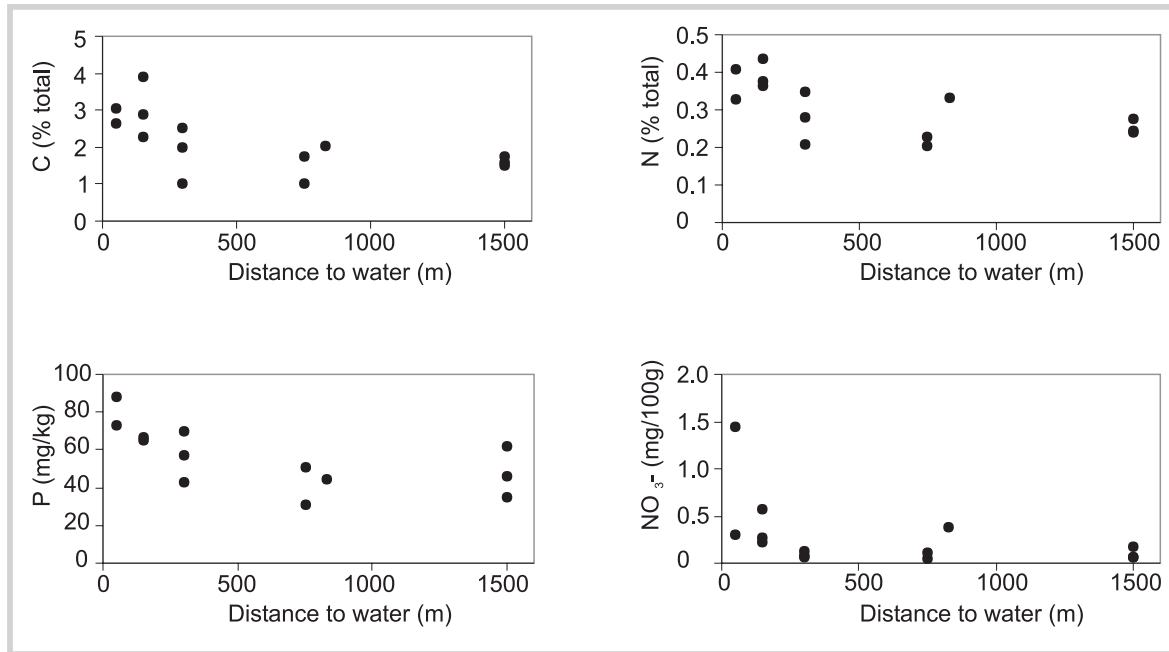 C (% total)
5
4
3
2
1
0
0 500 1000 1500
Distance to water (m)
N (% total)
0.5
0.4
0.3
0.2
0.1
0
0 500 1000 1500
Distance to water (m)
P (mg/kg)
100
80
60
40
20
0
0 500 1000 1500
Distance to water (m)
NO 3- (mg/100g)
2.0
1.5
1.0
0.5
0
0 500 1000 1500
Distance to water (m)